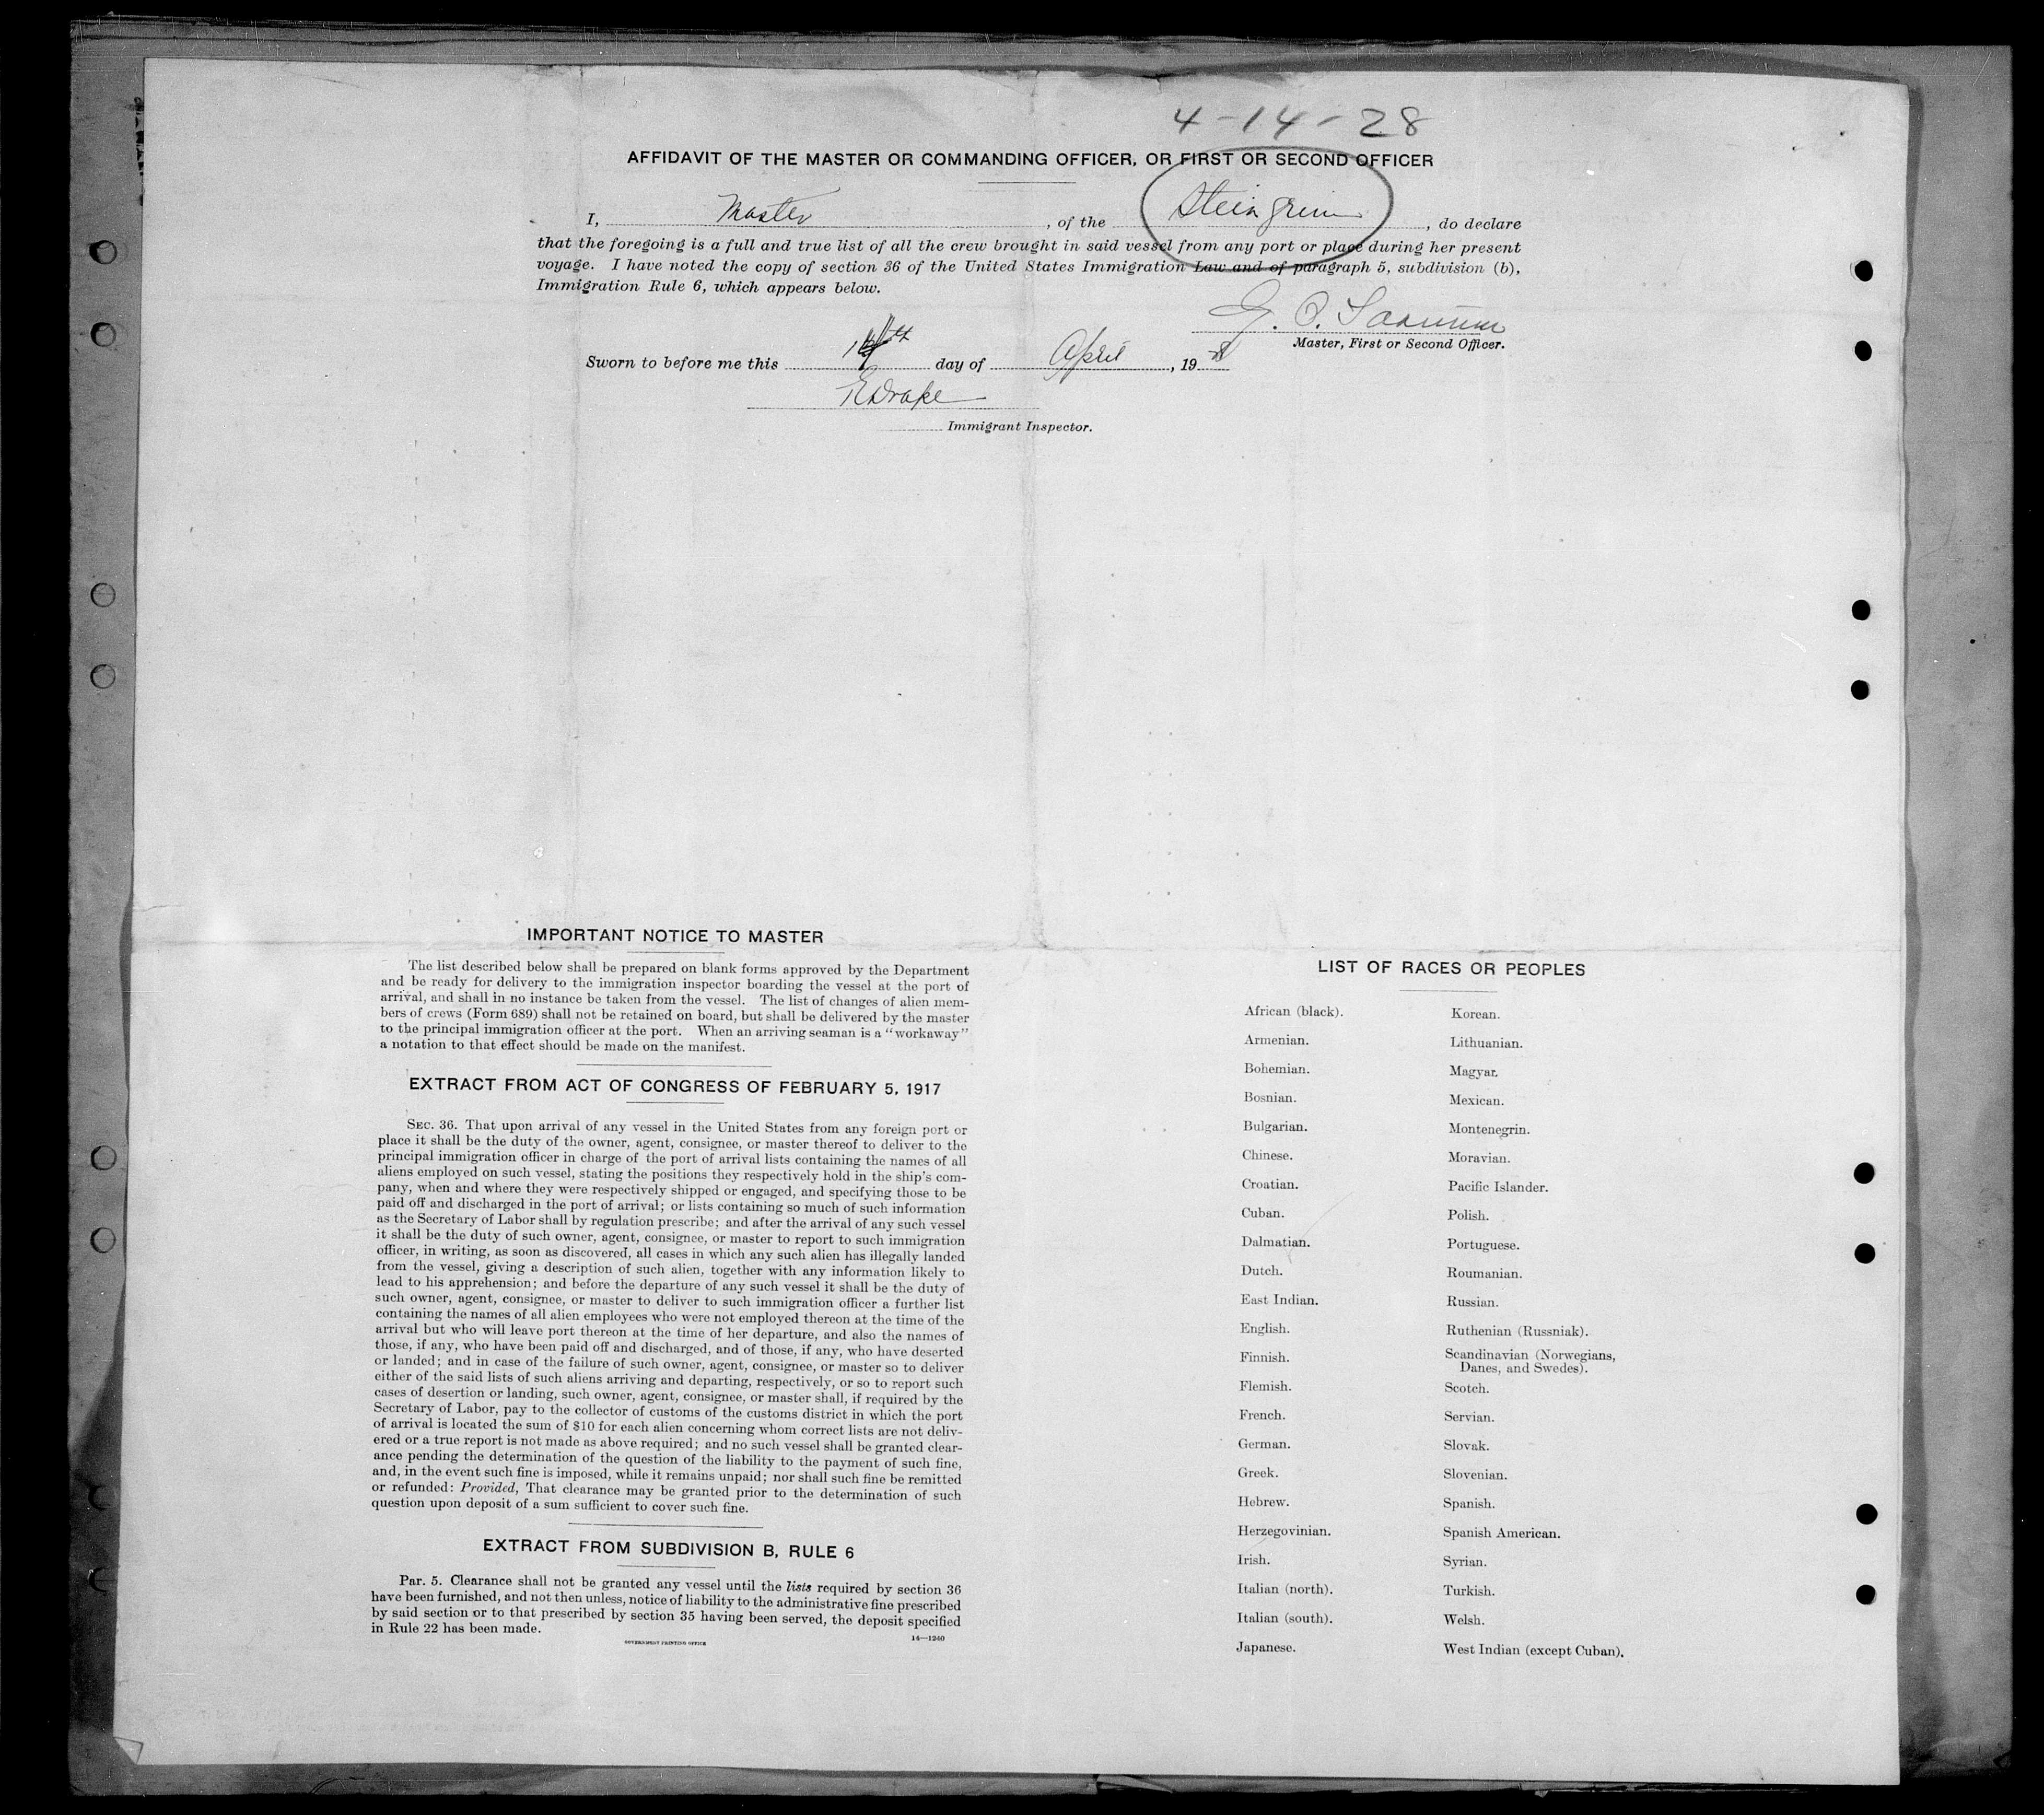 4-14-28
AFFIDAVIT OF THE MASTER OR COMMANDING OFFICER, OR FIRST OR SECOND OFFICER
I, Master, of the Steingrim, do declare
that the foregoing is a full and true list of all the crew brought in said vessel from any port or place during her present
voyage. I have noted the copy of section 36 of the United States Immigration Law and of paragraph 5, subdivision (b),
Immigration Rule 6, which appears below.
Master, First or Second Officer.
Sworn to before me this 14th day of April, 1928
EDrake
Immigrant Inspector.
IMPORTANT NOTICE TO MASTER
The list described below shall be prepared on blank forms approved by the Department
and be ready for delivery to the immigration inspector boarding the vessel at the port of
arrival, and shall in no instance be taken from the vessel. The list of changes of alien mem-
bers of crews (Form 689) shall not be retained on board, but shall be delivered by the master
to the principal immigration officer at the port. When an arriving seaman is a "workaway"
a notation to that effect should be made on the manifest.
EXTRACT FROM ACT OF CONGRESS OF FEBRUARY 5, 1917
SEC. 36. That upon arrival of any vessel in the United States from any foreign port or
place it shall be the duty of the owner, agent, consignee, or master thereof to deliver to the
principal immigration officer in charge of the port of arrival lists containing the names of all
aliens employed on such vessel, stating the positions they respectively hold in the ship's com-
pany, when and where they were respectively shipped or engaged, and specifying those to be
paid off and discharged in the port of arrival; or lists containing so much of such information
as the Secretary of Labor shall by regulation prescribe; and after the arrival of any such vessel
it shall be the duty of such owner, agent, consignee, or master to report to such immigration
officer, in writing, as soon as discovered, all cases in which any such alien has illegally landed
from the vessel, giving a description of such alien, together with any information likely to
lead to his apprehension; and before the departure of any such vessel it shall be the duty of
such owner, agent, consignee, or master to deliver to such immigration officer a further list
containing the names of all alien employees who were not employed thereon at the time of the
arrival but who will leave port thereon at the time of her departure, and also the names of
those, if any, who have been paid off and discharged, and of those, if any, who have deserted
or landed; and in case of the failure of such owner, agent, consignee, or master so to deliver
either of the said lists of such aliens arriving and departing, respectively, or so to report such
cases of desertion or landing, such owner, agent, consignee, or master shall, if required by the
Secretary of Labor, pay to the collector of customs of the customs district in which the port
of arrival is located the sum of $10 for each alien concerning whom correct lists are not deliv-
ered or a true report is not made as above required; and no such vessel shall be granted clear-
ance pending the determination of the question of the liability to the payment of such fine,
and, in the event such fine is imposed, while it remains unpaid; nor shall such fine be remitted
or refunded: Provided, That clearance may be granted prior to the determination of such
question upon deposit of a sum sufficient to cover such fine.
EXTRACT FROM SUBDIVISION B, RULE 6
Par. 5. Clearance shall not be granted any vessel until the lists required by section 36
have been furnished, and not then unless, notice of liability to the administrative fine prescribed
by said section or to that prescribed by section 35 having been served, the deposit specified
in Rule 22 has been made.
GOVERNMENT PRINTING OFFICE 14—1240
LIST OF RACES OR PEOPLES
African (black).
Armenian.
Bohemian.
Bosnian.
Bulgarian.
Chinese.
Croatian.
Cuban.
Dalmatian.
Dutch.
East Indian.
English.
Finnish.
Flemish.
French.
German.
Greek.
Hebrew.
Herzegovinian.
Irish.
Italian (north).
Italian (south).
Japanese.
Korean.
Lithuanian.
Magyar.
Mexican.
Montenegrin.
Moravian.
Pacific Islander.
Polish.
Portuguese.
Roumanian.
Russian.
Ruthenian (Russniak).
Scandinavian (Norwegians,
Danes, and Swedes).
Scotch.
Servian.
Slovak.
Slovenian.
Spanish.
Spanish American.
Syrian.
Turkish.
Welsh.
West Indian (except Cuban).